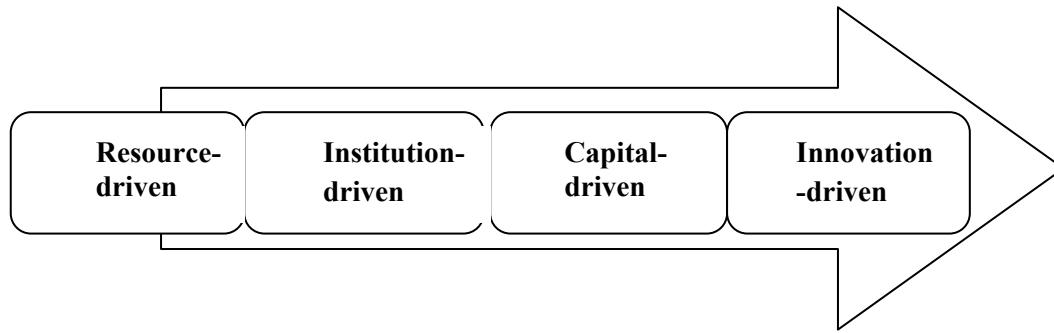 Resource-
driven
Institution-
driven
Capital-
driven
Innovation
-driven